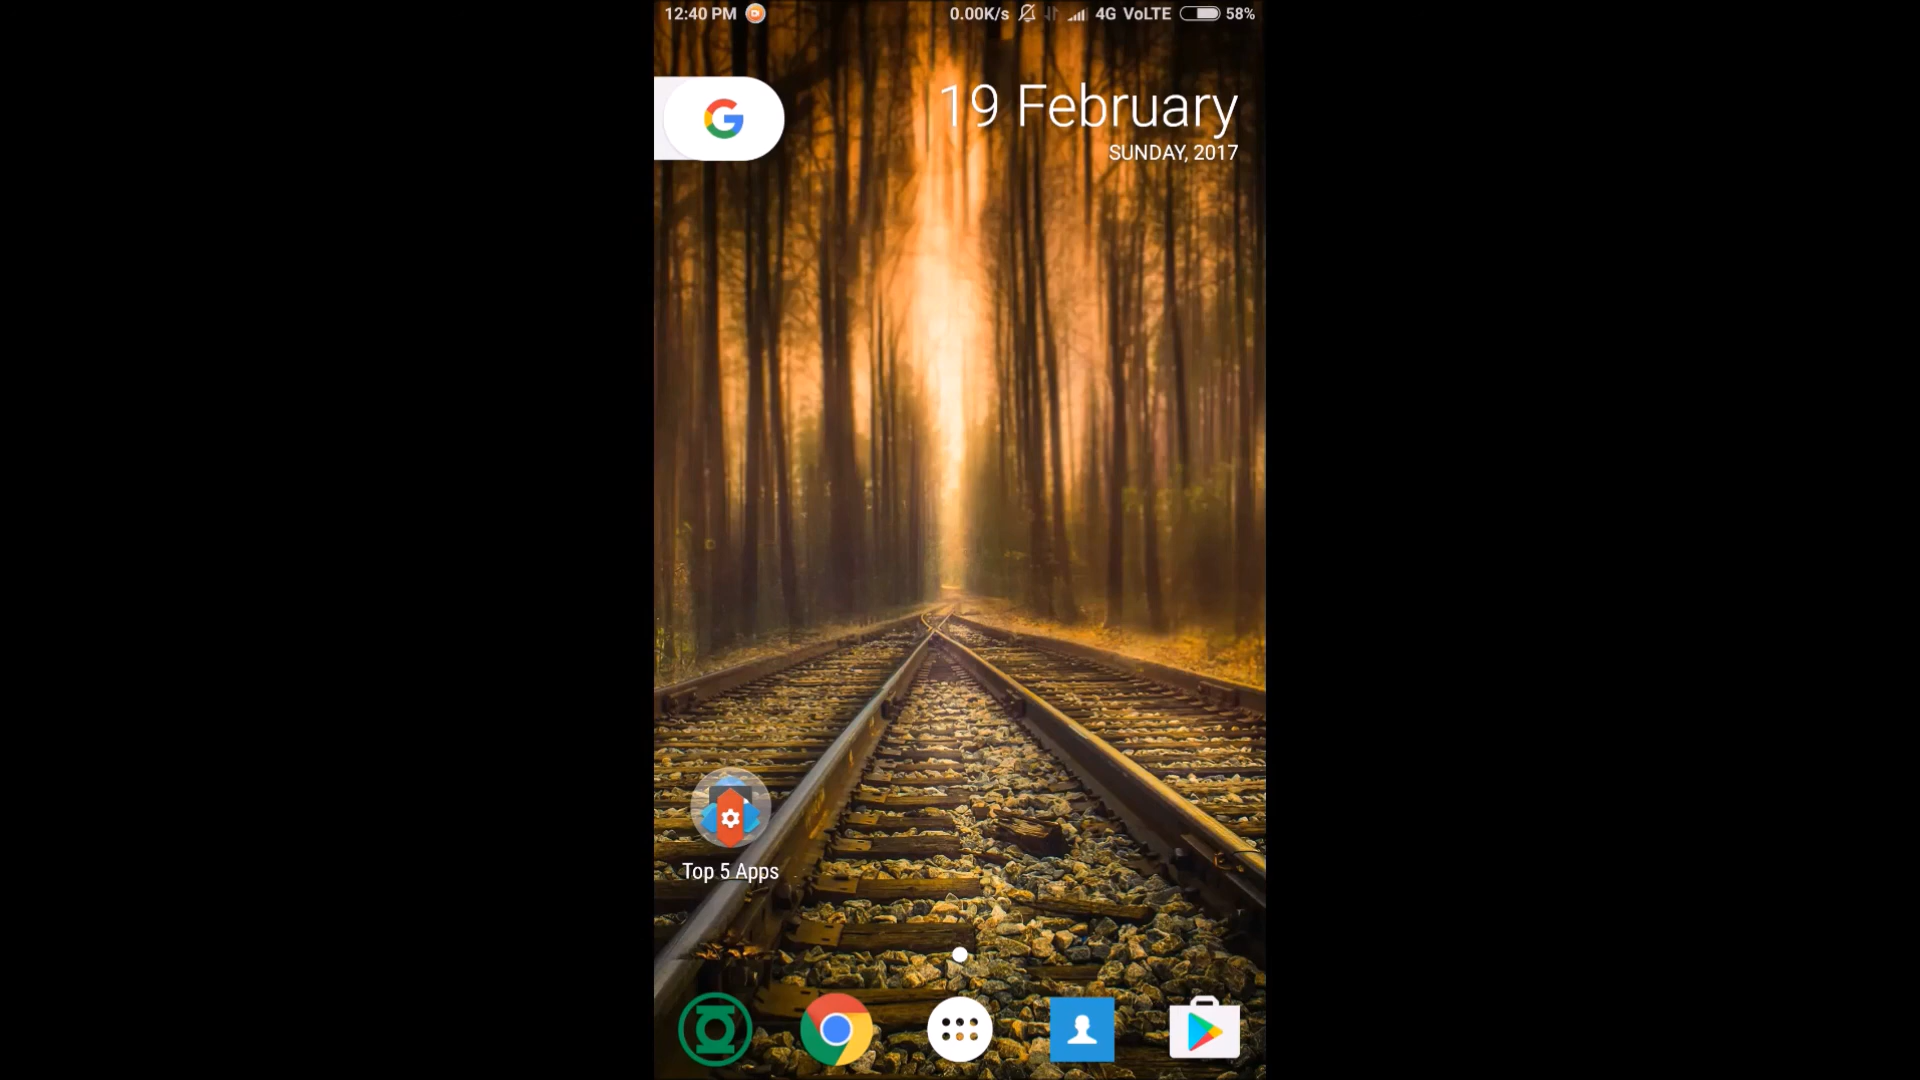 12:40 PM 0.00K/s 4G VoLTE 58%
19 February
SUNDAY, 2017
Top 5 Apps